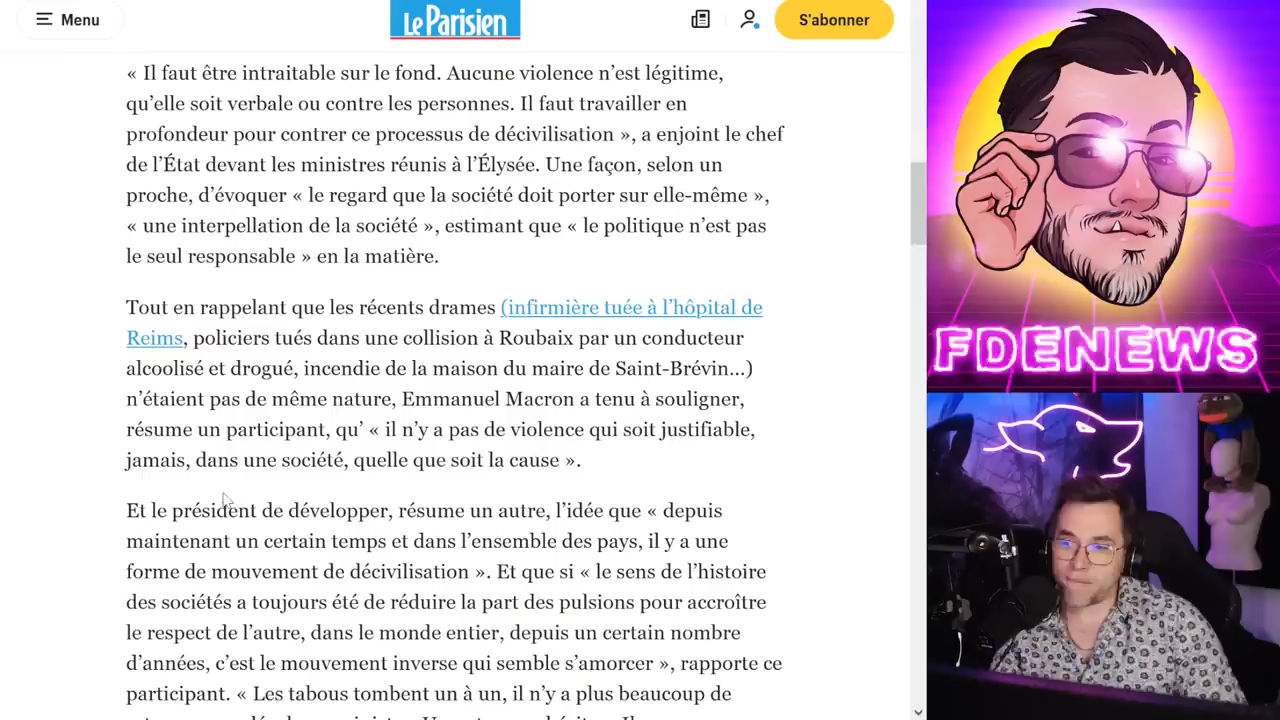 Menu
Le Parisien
S'abonner
« Il faut être intraitable sur le fond. Aucune violence n’est légitime,
qu’elle soit verbale ou contre les personnes. Il faut travailler en
profondeur pour contrer ce processus de décivilisation », a enjoint le chef
de l’État devant les ministres réunis à l’Élysée. Une façon, selon un
proche, d’évoquer « le regard que la société doit porter sur elle-même »,
« une interpellation de la société », estimant que « le politique n’est pas
le seul responsable » en la matière.
Tout en rappelant que les récents drames (infirmière tuée à l’hôpital de
Reims, policiers tués dans une collision à Roubaix par un conducteur
alcoolisé et drogué, incendie de la maison du maire de Saint-Brévin…)
n’étaient pas de même nature, Emmanuel Macron a tenu à souligner,
résume un participant, qu’ « il n’y a pas de violence qui soit justifiable,
jamais, dans une société, quelle que soit la cause ».
Et le président de développer, résume un autre, l’idée que « depuis
maintenant un certain temps et dans l’ensemble des pays, il y a une
forme de mouvement de décivilisation ». Et que si « le sens de l’histoire
des sociétés a toujours été de réduire la part des pulsions pour accroître
le respect de l’autre, dans le monde entier, depuis un certain nombre
d’années, c’est le mouvement inverse qui semble s’amorcer », rapporte ce
participant. « Les tabous tombent un à un, il n’y a plus beaucoup de
FDENEWS